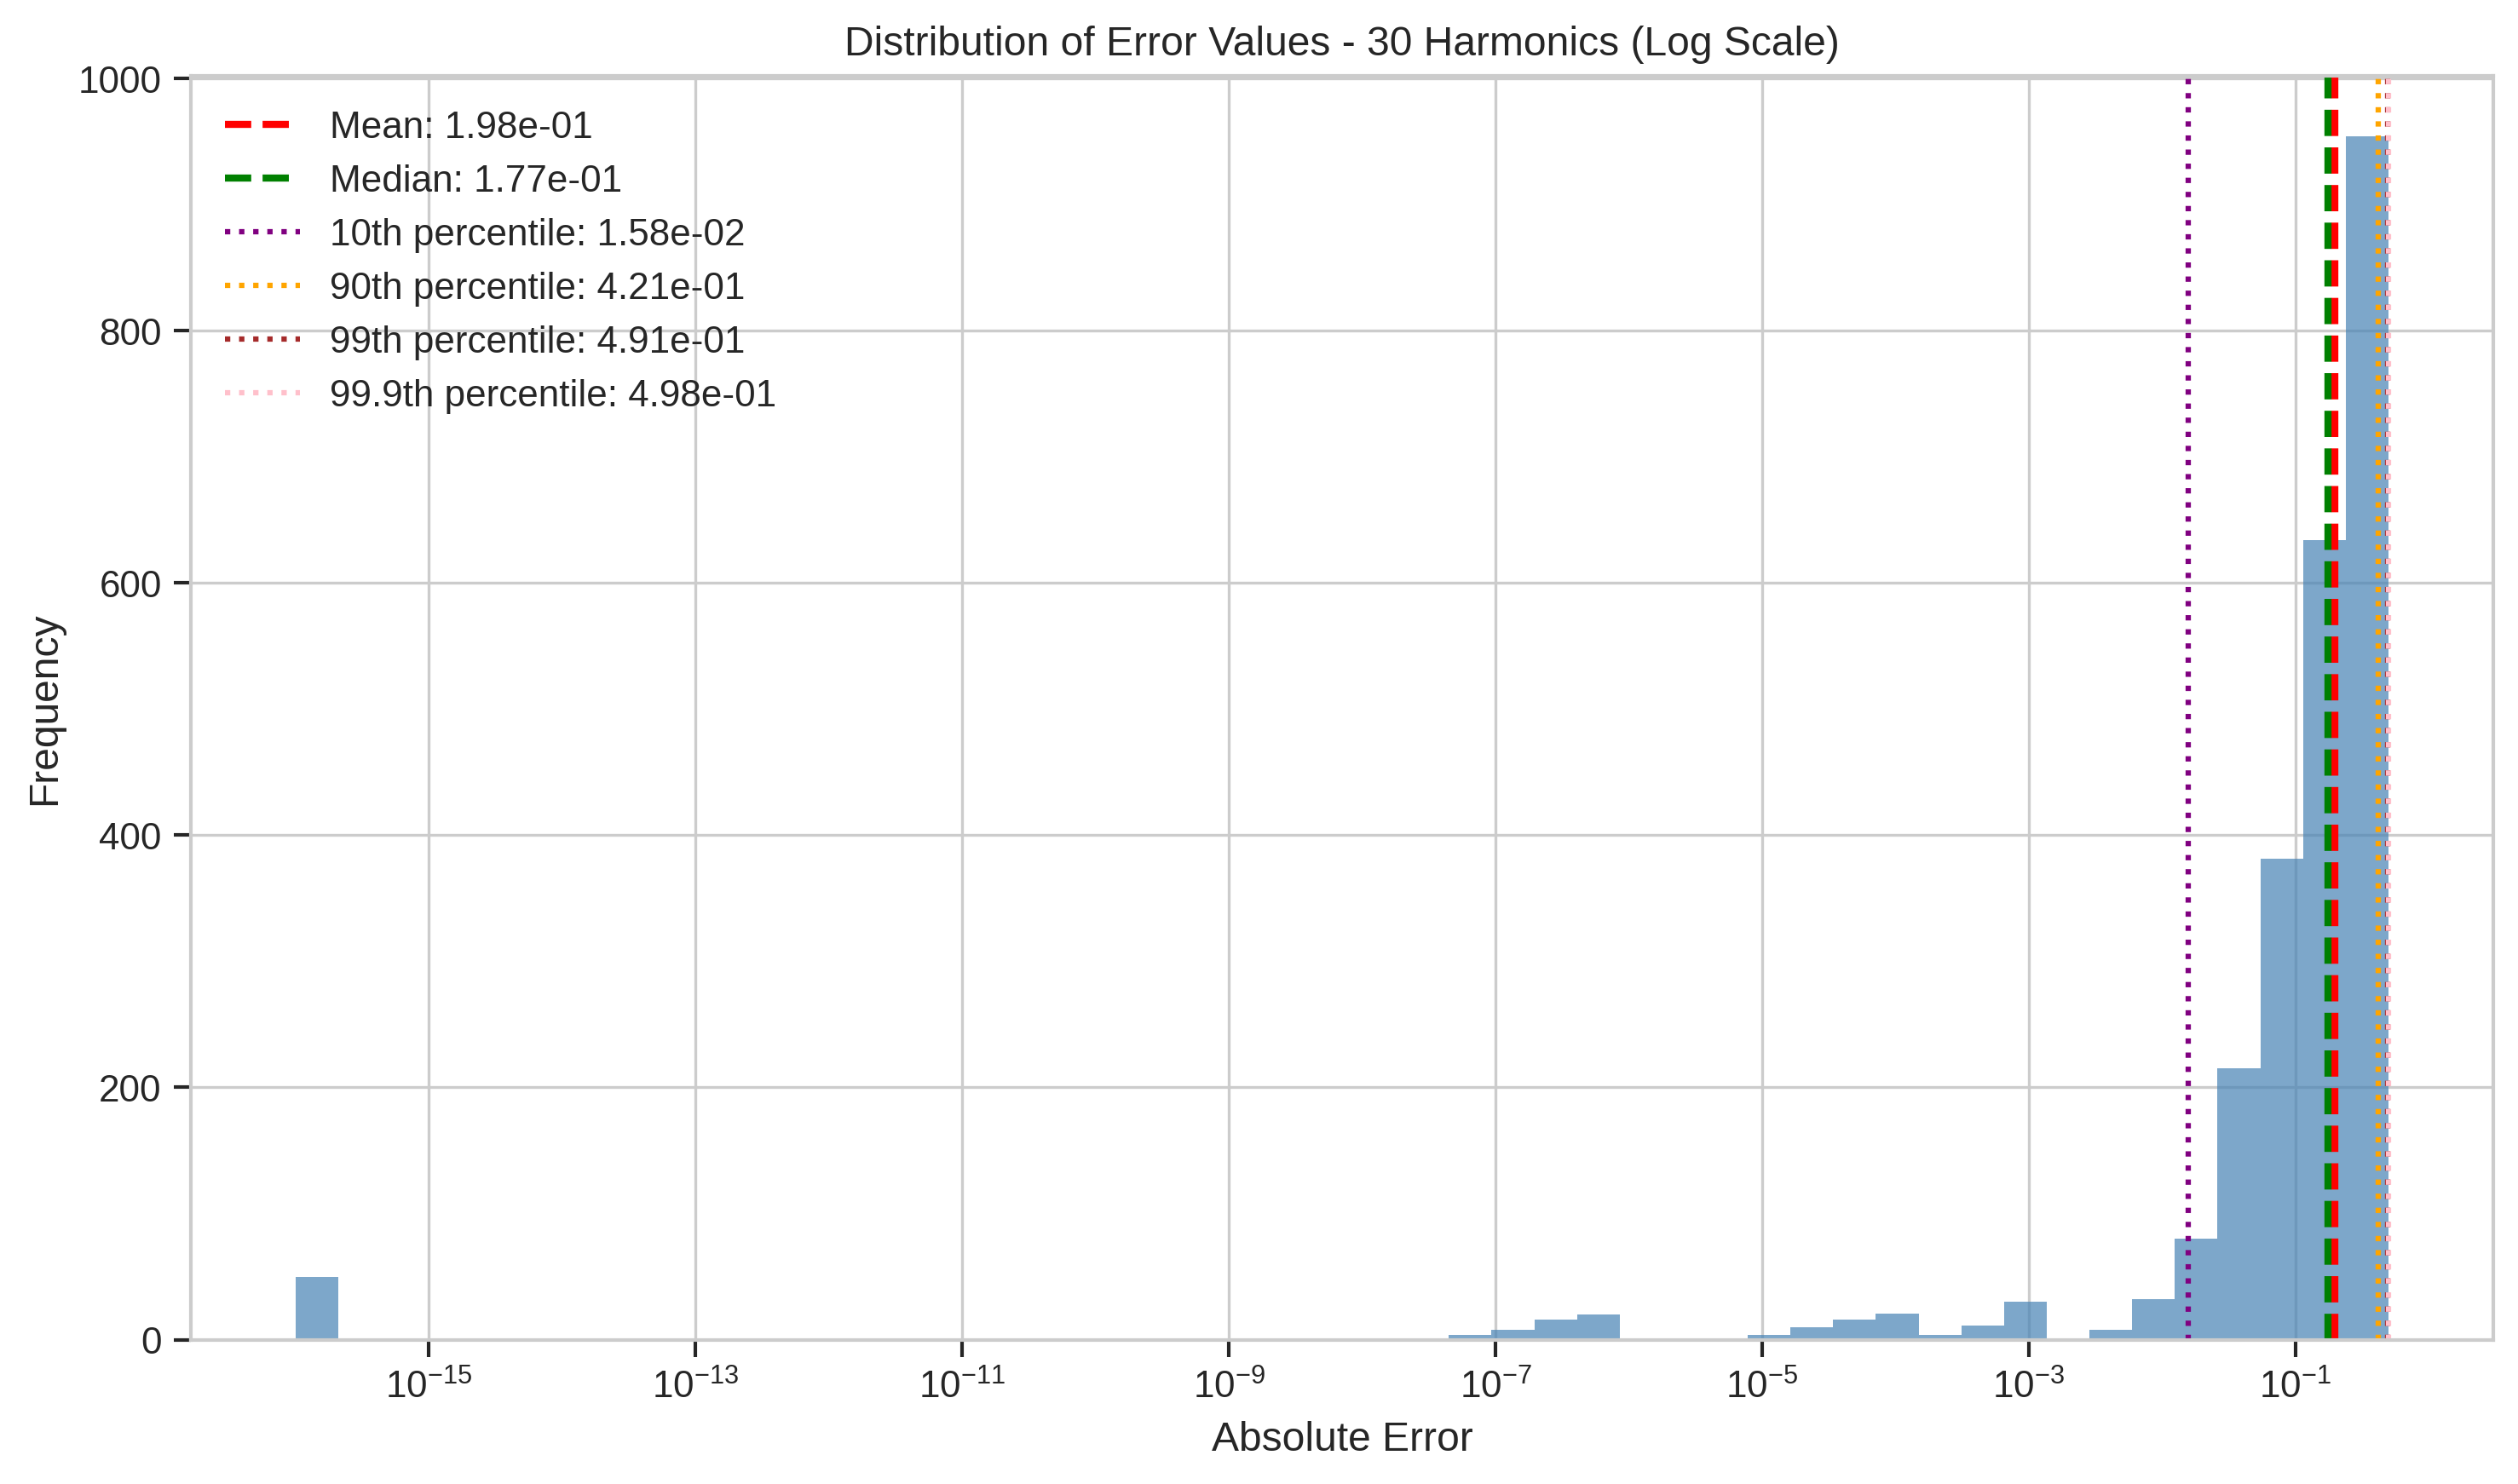 Distribution of Error Values - 30 Harmonics (Log Scale)
1000
800
600
400
200
0
Frequency
Mean: 1.98e-01
Median: 1.77e-01
10th percentile: 1.58e-02
90th percentile: 4.21e-01
99th percentile: 4.91e-01
99.9th percentile: 4.98e-01
10⁻¹⁵ 10⁻¹³ 10⁻¹¹ 10⁻⁹ 10⁻⁷ 10⁻⁵ 10⁻³ 10⁻¹
Absolute Error